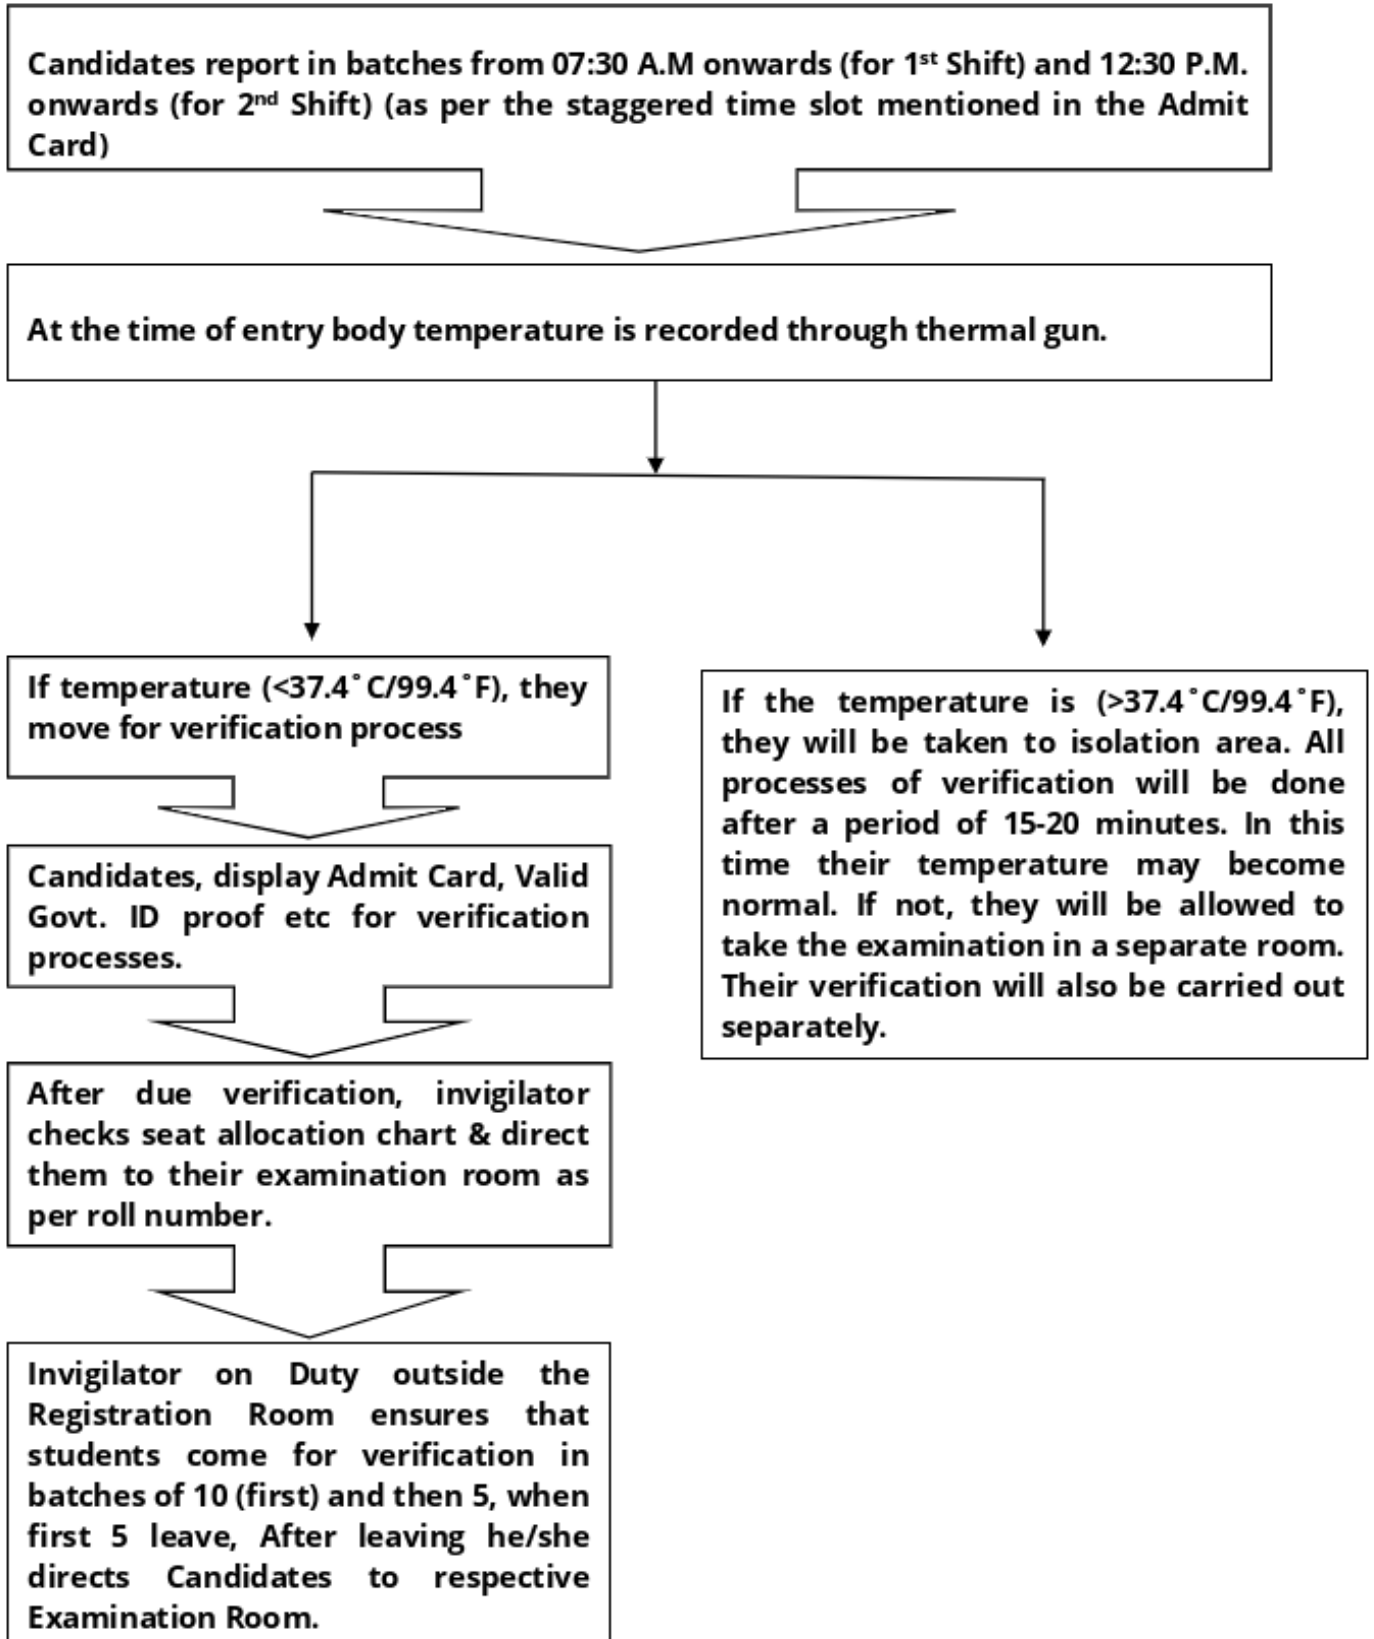 Candidates report in batches from 07:30 A.M onwards (for 1st Shift) and 12:30 P.M.
onwards (for 2nd Shift) (as per the staggered time slot mentioned in the Admit
Card)
At the time of entry body temperature is recorded through thermal gun.
If temperature (<37.4˚C/99.4˚F), they
move for verification process
Candidates, display Admit Card, Valid
Govt. ID proof etc for verification
processes.
After due verification, invigilator
checks seat allocation chart & direct
them to their examination room as
per roll number.
Invigilator on Duty outside the
Registration Room ensures that
students come for verification in
batches of 10 (first) and then 5, when
first 5 leave, After leaving he/she
directs Candidates to respective
Examination Room.
If the temperature is (>37.4˚C/99.4˚F),
they will be taken to isolation area. All
processes of verification will be done
after a period of 15-20 minutes. In this
time their temperature may become
normal. If not, they will be allowed to
take the examination in a separate room.
Their verification will also be carried out
separately.